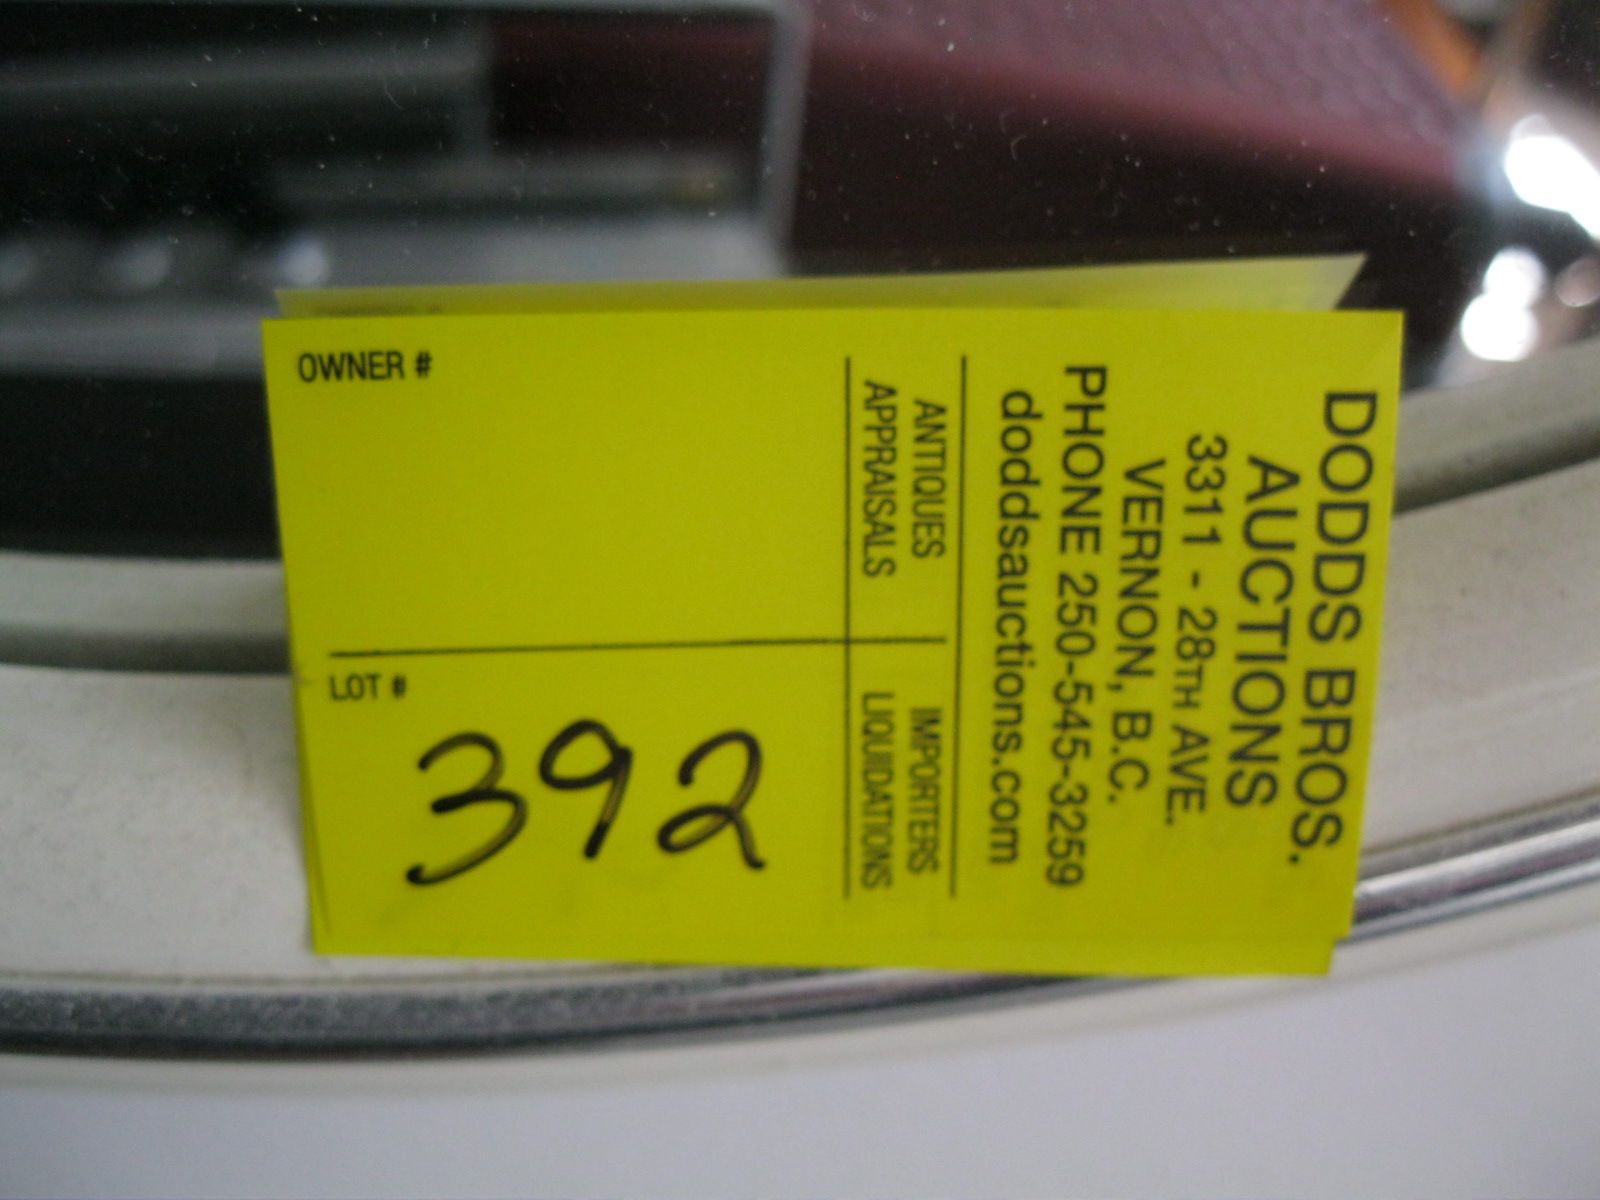 DODDS BROS.
AUCTIONS
3311 - 28TH AVE.
VERNON, B.C.
PHONE 250-545-3259
doddsauctions.com
ANTIQUES
APPRAISALS
IMPORTERS
LIQUIDATIONS
OWNER #
LOT #
392